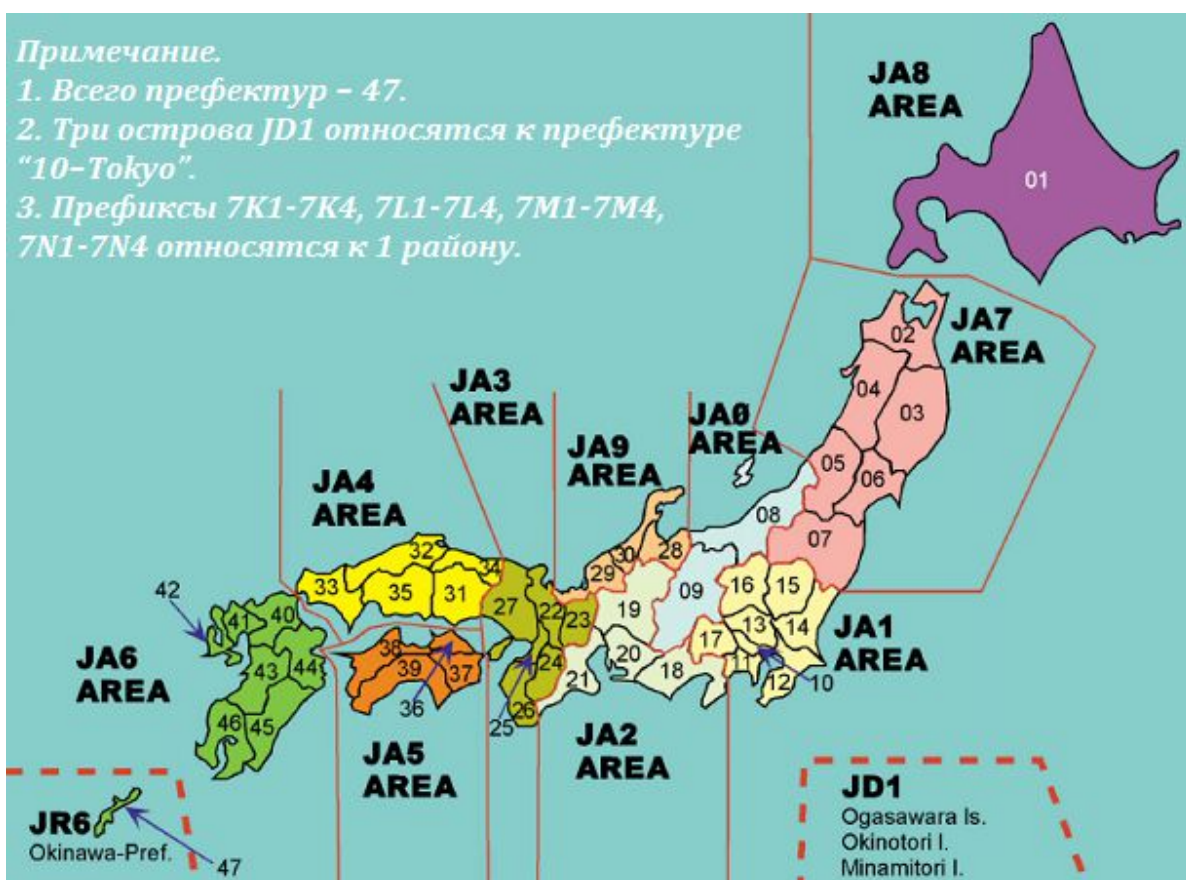 Примечание.
1. Всего префектур – 47.
2. Три острова JD1 относятся к префектуре
“10–Tokyo”.
3. Префиксы 7K1-7K4, 7L1-7L4, 7M1-7M4,
7N1-7N4 относятся к 1 району.
JA8
AREA
01
JA7
AREA
02
04
03
05
06
07
JA3
AREA
JA9
AREA
JAØ
AREA
08
JA4
AREA
32
34
33
35
31
30
28
29
27
22
23
19
09
16
15
42
41
40
JA6
AREA
43
44
46
45
38
39
37
36
25
24
26
21
20
18
17
13
14
11
10
12
JA1
AREA
JA5
AREA
JA2
AREA
JR6
Okinawa-Pref.
47
JD1
Ogasawara Is.
Okinotori I.
Minamitori I.